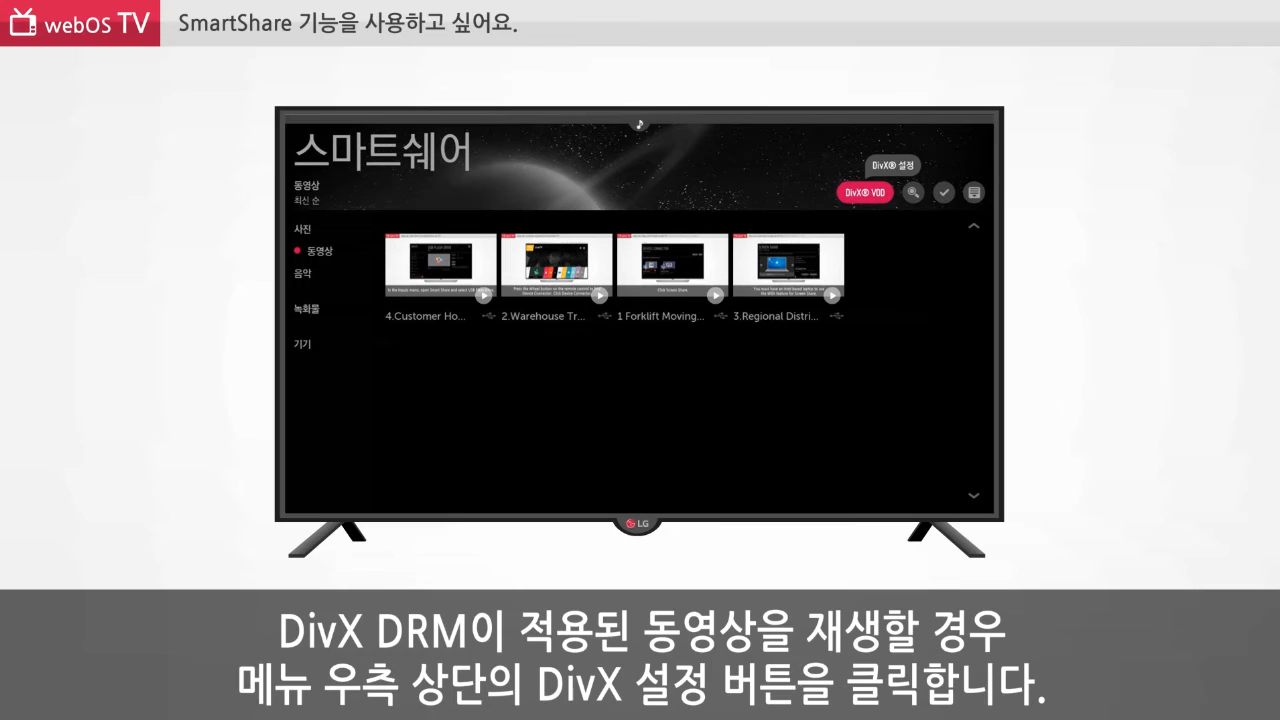 webOS TV
SmartShare 기능을 사용하고 싶어요.
스마트쉐어
DivX® 설정
동영상
최신 순
DivX® VOD
사진
동영상
음악
녹화물
기기
4.Customer Ho...
2.Warehouse Tr...
1 Forklift Moving...
3.Regional Distri...
LG
DivX DRM이 적용된 동영상을 재생할 경우
메뉴 우측 상단의 DivX 설정 버튼을 클릭합니다.